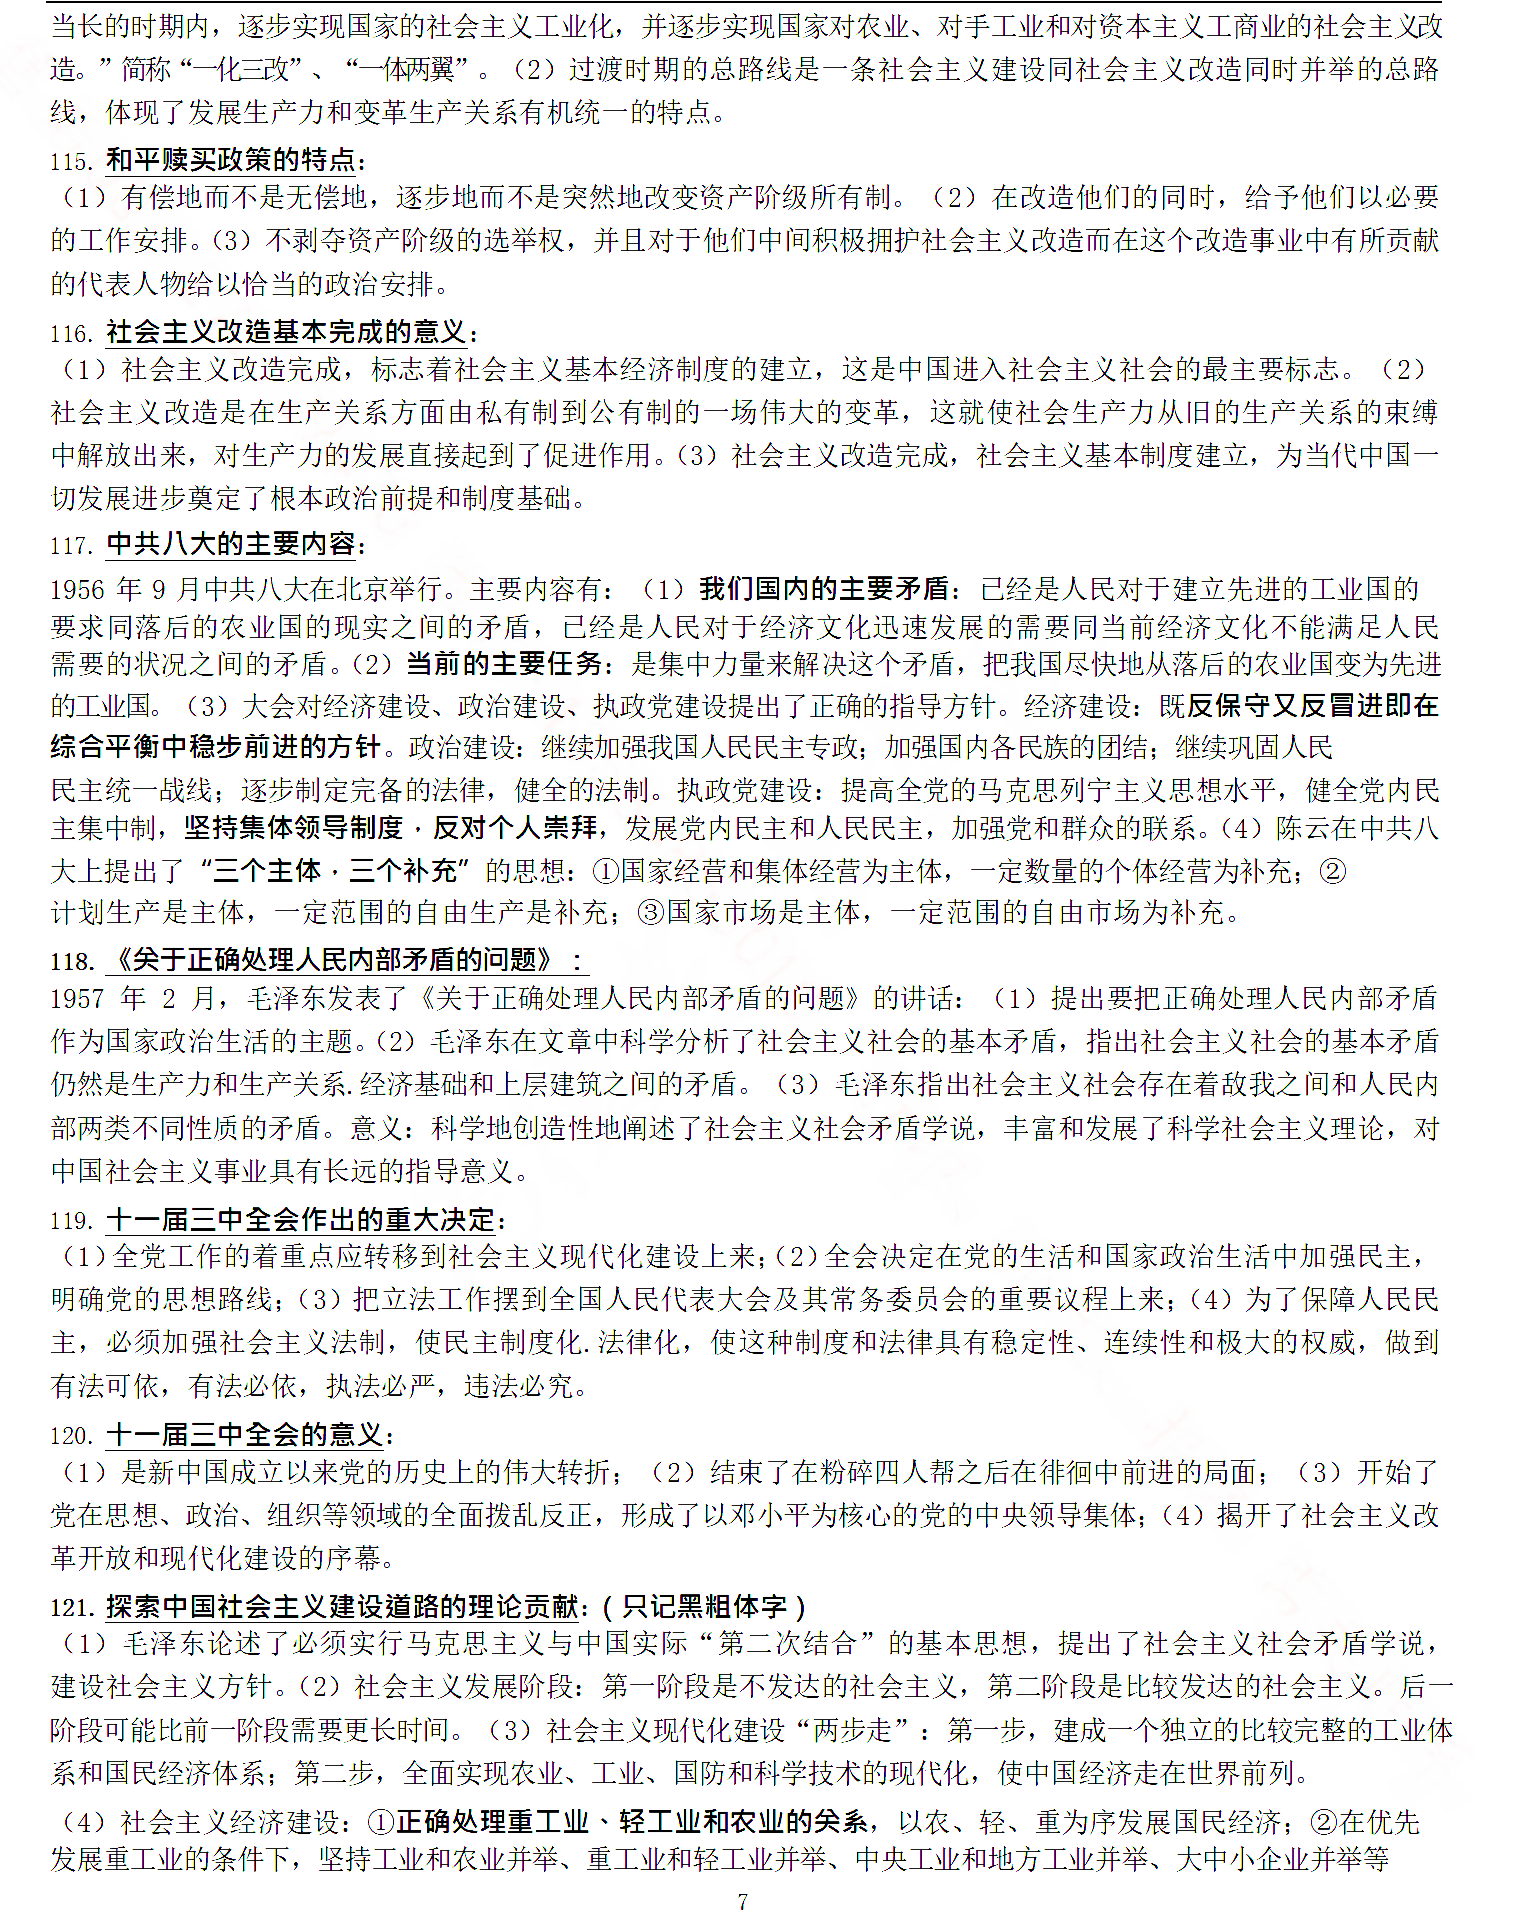 当长的时期内，逐步实现国家的社会主义工业化，并逐步实现国家对农业、对手工业和对资本主义工商业的社会主义改
造。”简称“一化三改”、“一体两翼”。（2）过渡时期的总路线是一条社会主义建设同社会主义改造同时并举的总路
线，体现了发展生产力和变革生产关系有机统一的特点。
115. 和平赎买政策的特点：
（1）有偿地而不是无偿地，逐步地而不是突然地改变资产阶级所有制。（2）在改造他们的同时，给予他们以必要
的工作安排。（3）不剥夺资产阶级的选举权，并且对于他们中间积极拥护社会主义改造而在这个改造事业中有所贡献
的代表人物给以恰当的政治安排。
116. 社会主义改造基本完成的意义：
（1）社会主义改造完成，标志着社会主义基本经济制度的建立，这是中国进入社会主义社会的最主要标志。（2）
社会主义改造是在生产关系方面由私有制到公有制的一场伟大的变革，这就使社会生产力从旧的生产关系的束缚
中解放出来，对生产力的发展直接起到了促进作用。（3）社会主义改造完成，社会主义基本制度建立，为当代中国一
切发展进步奠定了根本政治前提和制度基础。
117. 中共八大的主要内容：
1956 年 9 月中共八大在北京举行。主要内容有：（1）我们国内的主要矛盾：已经是人民对于建立先进的工业国的
要求同落后的农业国的现实之间的矛盾，已经是人民对于经济文化迅速发展的需要同当前经济文化不能满足人民
需要的状况之间的矛盾。（2）当前的主要任务：是集中力量来解决这个矛盾，把我国尽快地从落后的农业国变为先进
的工业国。（3）大会对经济建设、政治建设、执政党建设提出了正确的指导方针。经济建设：既反保守又反冒进即在
综合平衡中稳步前进的方针。政治建设：继续加强我国人民民主专政；加强国内各民族的团结；继续巩固人民
民主统一战线；逐步制定完备的法律，健全的法制。执政党建设：提高全党的马克思列宁主义思想水平，健全党内民
主集中制，坚持集体领导制度，反对个人崇拜，发展党内民主和人民民主，加强党和群众的联系。（4）陈云在中共八
大上提出了“三个主体，三个补充”的思想：①国家经营和集体经营为主体，一定数量的个体经营为补充；②
计划生产是主体，一定范围的自由生产是补充；③国家市场是主体，一定范围的自由市场为补充。
118. 《关于正确处理人民内部矛盾的问题》：
1957 年 2 月，毛泽东发表了《关于正确处理人民内部矛盾的问题》的讲话：（1）提出要把正确处理人民内部矛盾
作为国家政治生活的主题。（2）毛泽东在文章中科学分析了社会主义社会的基本矛盾，指出社会主义社会的基本矛盾
仍然是生产力和生产关系.经济基础和上层建筑之间的矛盾。（3）毛泽东指出社会主义社会存在着敌我之间和人民内
部两类不同性质的矛盾。意义：科学地创造性地阐述了社会主义社会矛盾学说，丰富和发展了科学社会主义理论，对
中国社会主义事业具有长远的指导意义。
119. 十一届三中全会作出的重大决定：
（1）全党工作的着重点应转移到社会主义现代化建设上来；（2）全会决定在党的生活和国家政治生活中加强民主，
明确党的思想路线；（3）把立法工作摆到全国人民代表大会及其常务委员会的重要议程上来；（4）为了保障人民民
主，必须加强社会主义法制，使民主制度化.法律化，使这种制度和法律具有稳定性、连续性和极大的权威，做到
有法可依，有法必依，执法必严，违法必究。
120. 十一届三中全会的意义：
（1）是新中国成立以来党的历史上的伟大转折；（2）结束了在粉碎四人帮之后在徘徊中前进的局面；（3）开始了
党在思想、政治、组织等领域的全面拨乱反正，形成了以邓小平为核心的党的中央领导集体；（4）揭开了社会主义改
革开放和现代化建设的序幕。
121. 探索中国社会主义建设道路的理论贡献：（只记黑粗体字）
（1）毛泽东论述了必须实行马克思主义与中国实际“第二次结合”的基本思想，提出了社会主义社会矛盾学说，
建设社会主义方针。（2）社会主义发展阶段：第一阶段是不发达的社会主义，第二阶段是比较发达的社会主义。后一
阶段可能比前一阶段需要更长时间。（3）社会主义现代化建设“两步走”：第一步，建成一个独立的比较完整的工业体
系和国民经济体系；第二步，全面实现农业、工业、国防和科学技术的现代化，使中国经济走在世界前列。
（4）社会主义经济建设：①正确处理重工业、轻工业和农业的关系，以农、轻、重为序发展国民经济；②在优先
发展重工业的条件下，坚持工业和农业并举、重工业和轻工业并举、中央工业和地方工业并举、大中小企业并举等
7